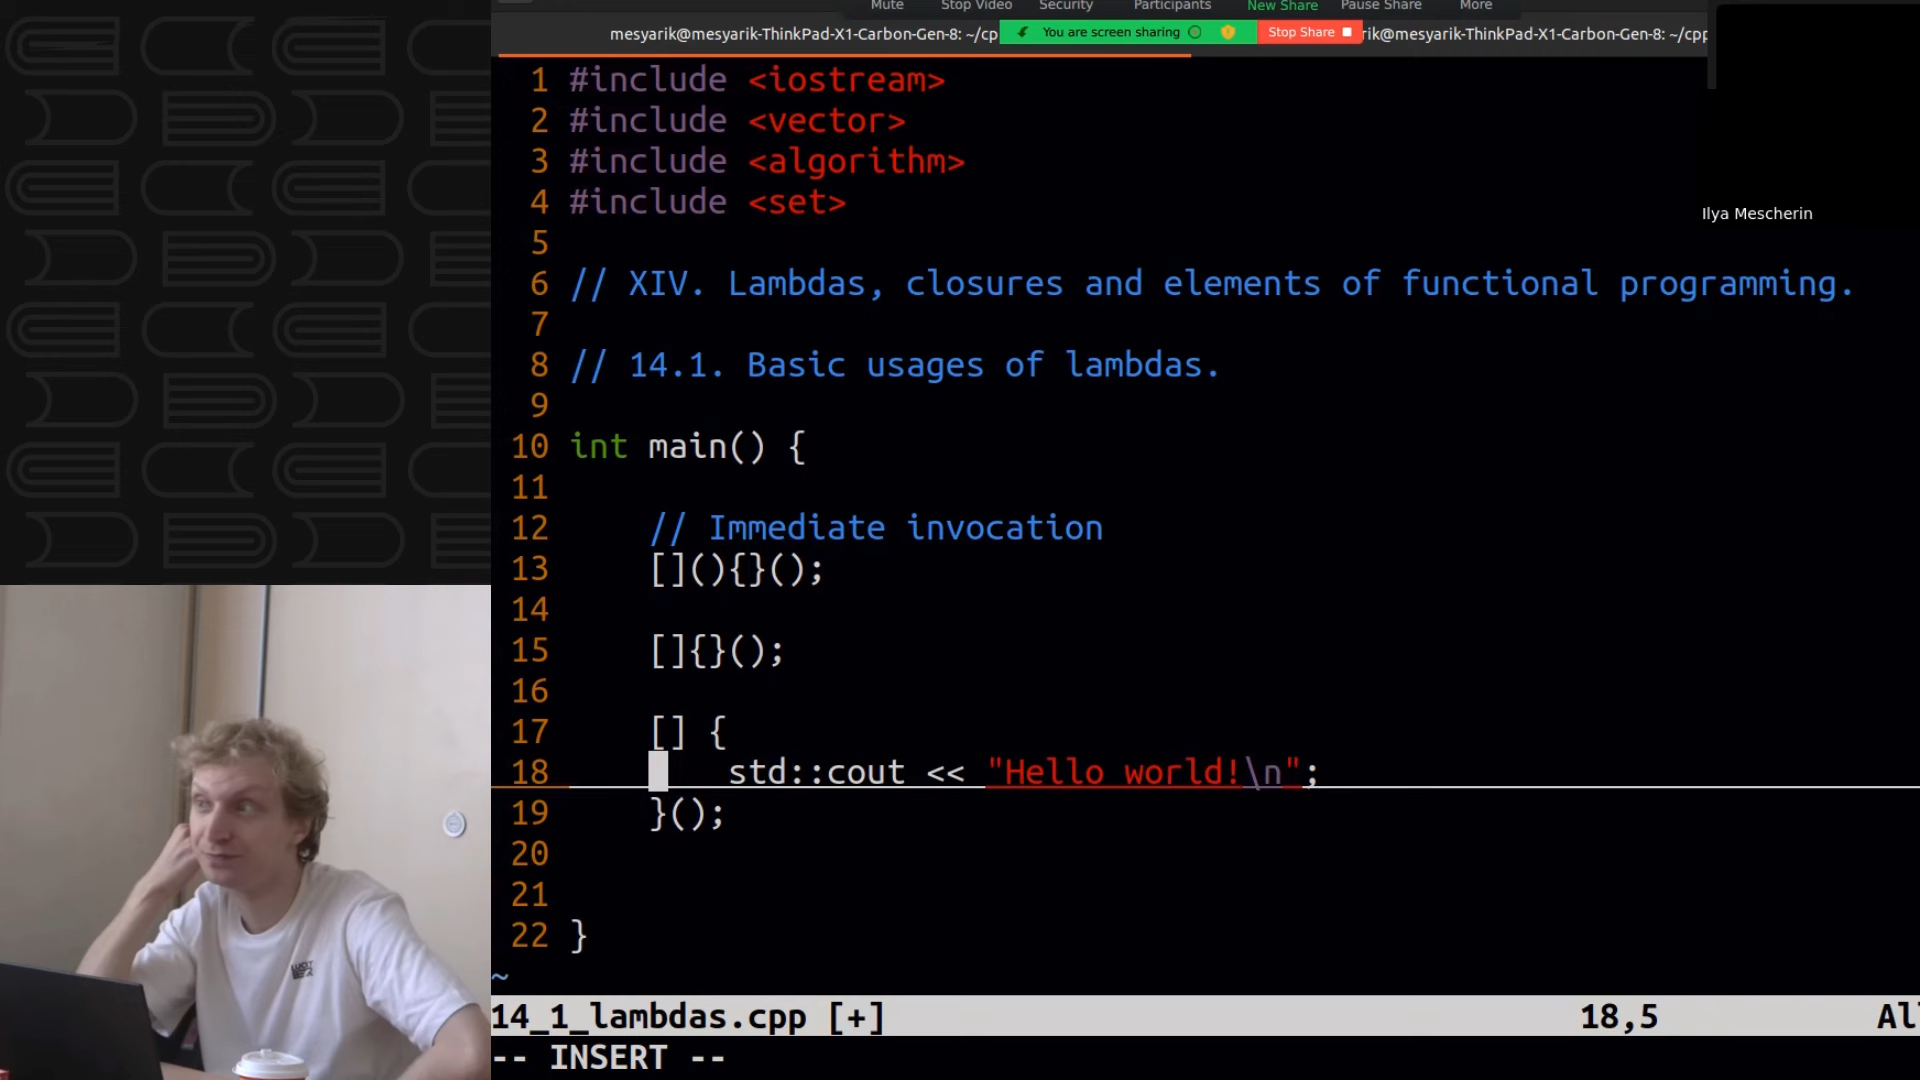 Mute Stop Video Security Participants New Share Pause Share More
mesyarik@mesyarik-ThinkPad-X1-Carbon-Gen-8: ~/cp You are screen sharing Stop Share rik@mesyarik-ThinkPad-X1-Carbon-Gen-8: ~/cpp
Ilya Mescherin
1 #include <iostream>
2 #include <vector>
3 #include <algorithm>
4 #include <set>
5
6 // XIV. Lambdas, closures and elements of functional programming.
7
8 // 14.1. Basic usages of lambdas.
9
10 int main() {
11
12 // Immediate invocation
13 [](){}();
14
15 []{}();
16
17 [] {
18 std::cout << "Hello world!\n";
19 }();
20
21
22 }
~
14_1_lambdas.cpp [+] 18,5 Al
-- INSERT --